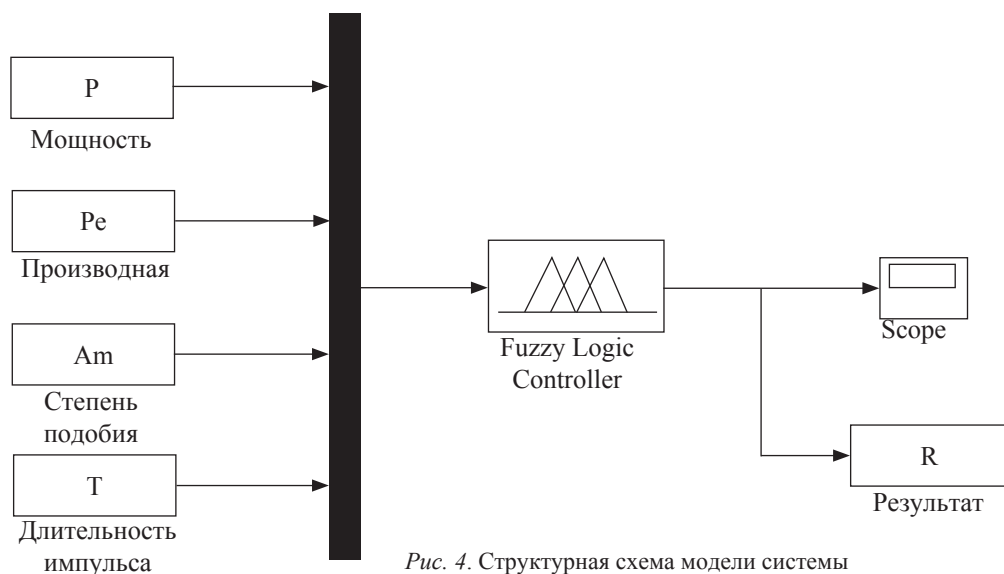 P
Мощность
Pe
Производная
Am
Степень
подобия
T
Длительность
импульса
Fuzzy Logic
Controller
Scope
R
Результат
Рис. 4. Структурная схема модели системы